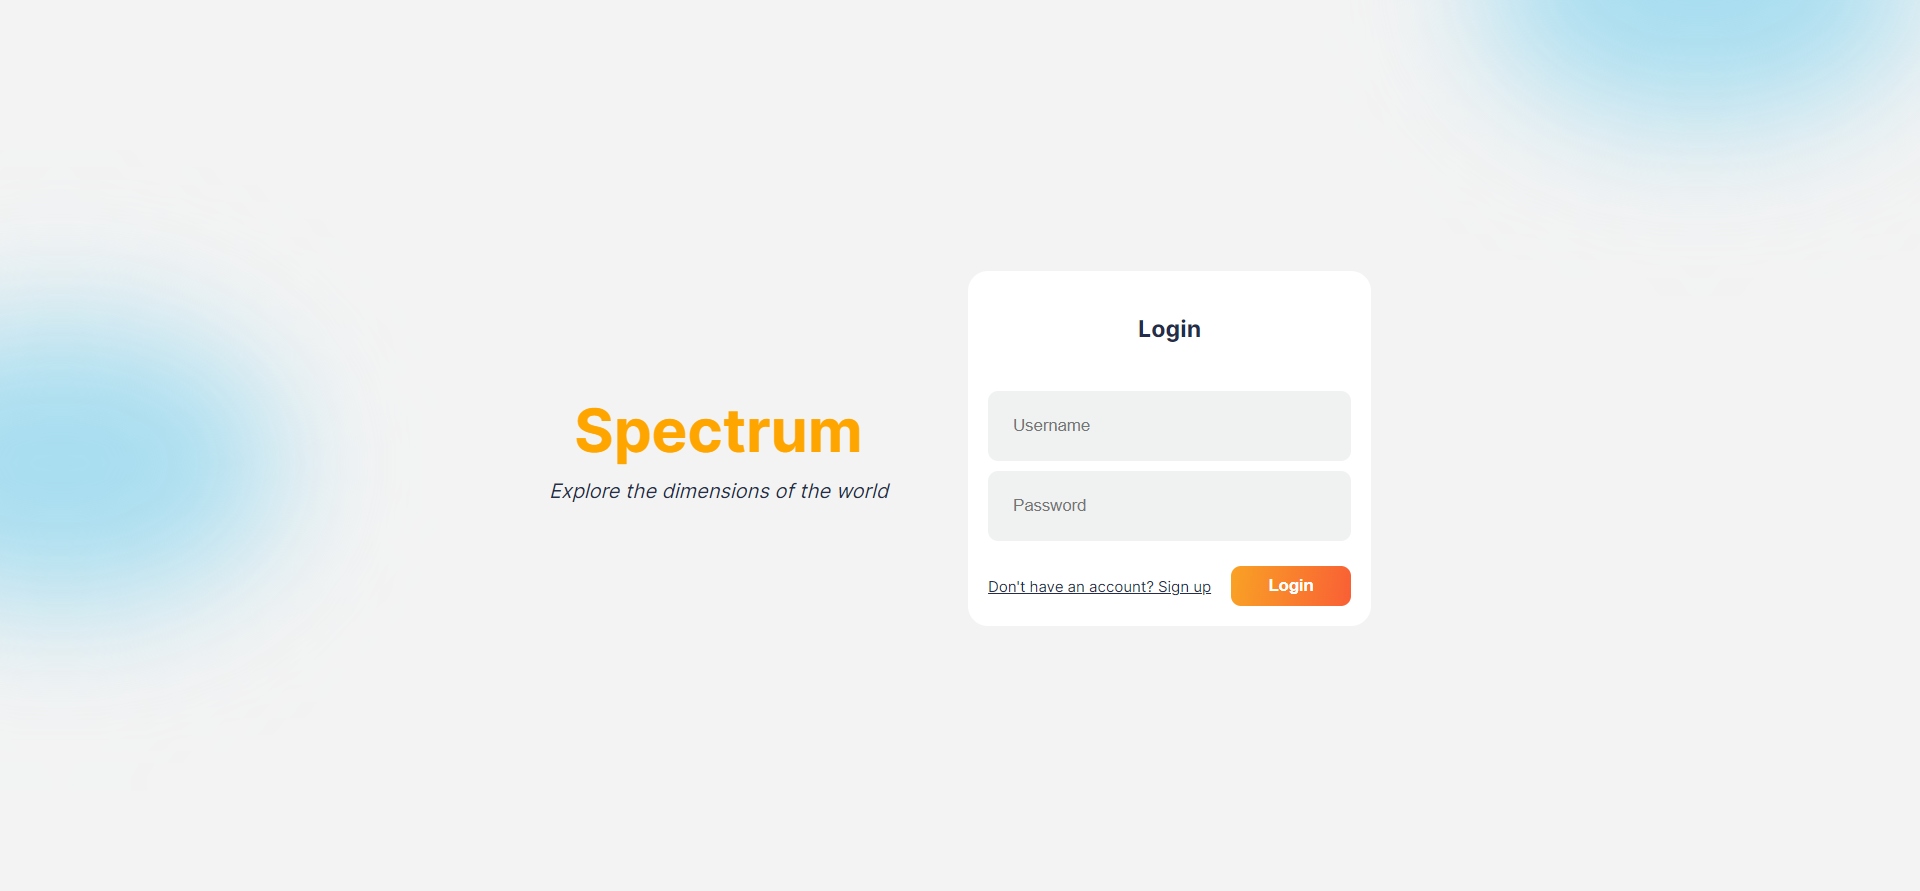 Spectrum
Explore the dimensions of the world
Login
Username
Password
Don't have an account? Sign up
Login